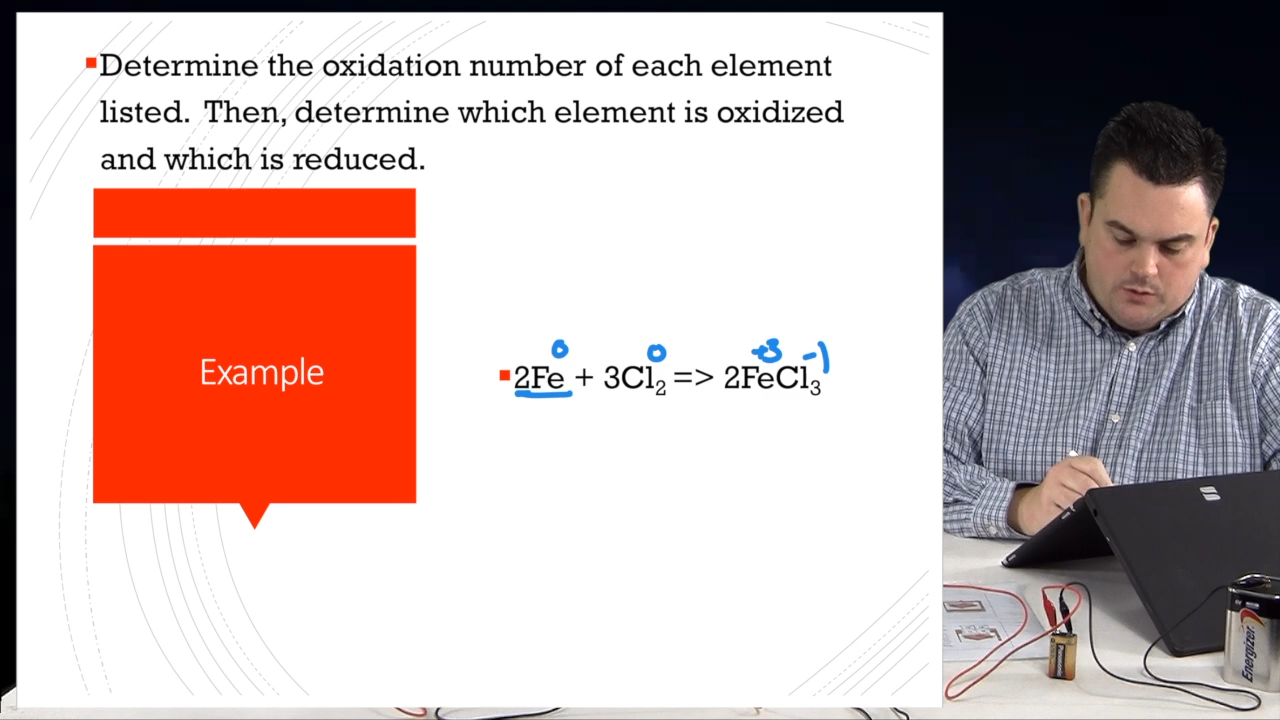 Determine the oxidation number of each element
listed. Then, determine which element is oxidized
and which is reduced.
Example
0 0 +3 -1
2Fe + 3Cl₂ => 2FeCl₃
Energizer
Panasonic